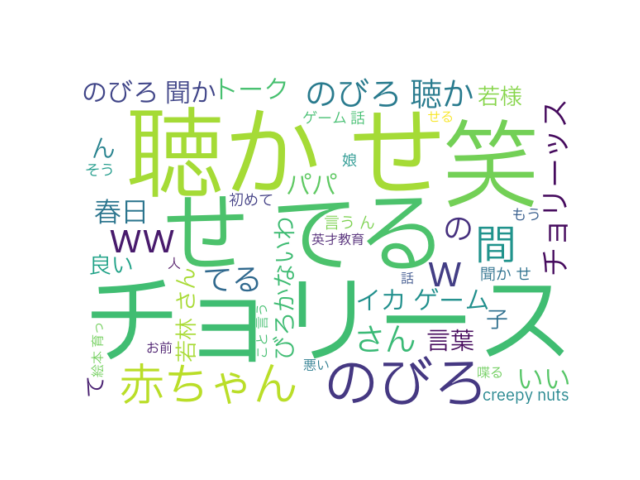 のびろ 聞か
トーク
のびろ 聴か
若様
ゲーム 話
せる
聴か せ
笑
チョリーッス
ん
そう
娘
パパ
初めて
春日
せ てる
言う ん
の
もう
ww
英才教育
間
良い
人
てる
びろかないわ
w
話
聞か せ
チョリース
イカ ゲーム
子
若林 さん
こと 言う
さん
言葉
お前
絵本 育っ
て
赤ちゃん
悪い
のびろ
喋る
いい
creepy nuts